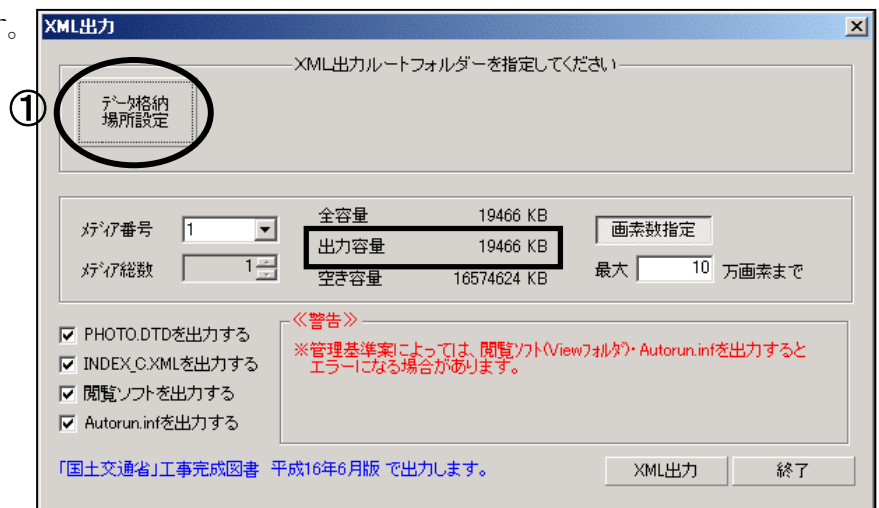 す。
XML出力
XML出力ルートフォルダーを指定してください
①
ﾃﾞｰﾀ格納
場所設定
ﾒﾃﾞｨｱ番号 1
全容量 19466 KB
画素数指定
出力容量 19466 KB
ﾒﾃﾞｨｱ総数 1
空き容量 16574624 KB
最大 10 万画素まで
PHOTO.DTDを出力する
INDEX_C.XMLを出力する
閲覧ソフトを出力する
Autorun.infを出力する
≪警告≫
※管理基準案によっては、閲覧ｿﾌﾄ(Viewﾌｫﾙﾀﾞ)･Autorun.infを出力すると
エラーになる場合があります。
「国土交通省」工事完成図書 平成16年6月版 で出力します。
XML出力
終了